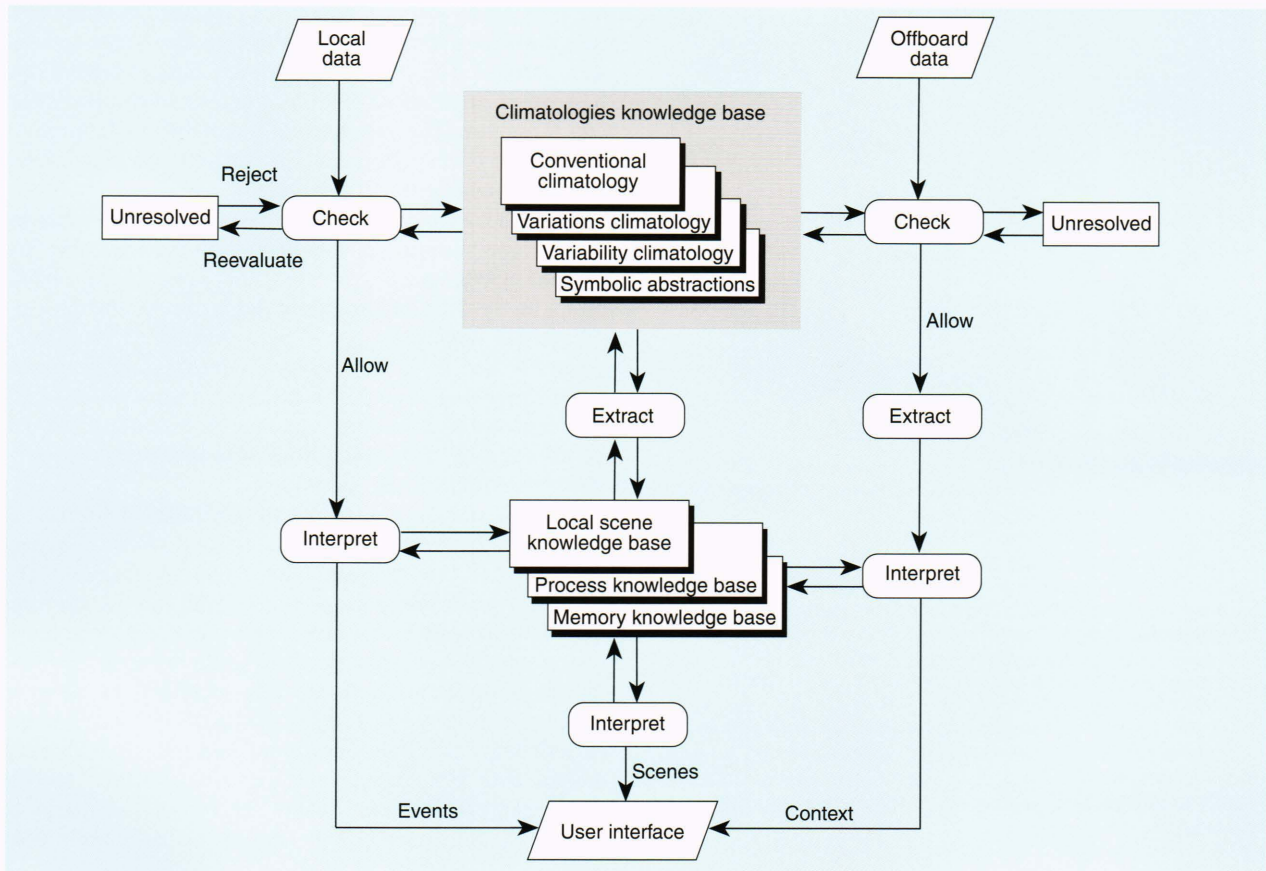 Local
data
Offboard
data
Climatologies knowledge base
Conventional
climatology
Variations climatology
Variability climatology
Symbolic abstractions
Reject
Unresolved
Check
Reevaluate
Check
Unresolved
Allow
Allow
Extract
Extract
Local scene
knowledge base
Process knowledge base
Memory knowledge base
Interpret
Interpret
Interpret
Scenes
Events
User interface
Context